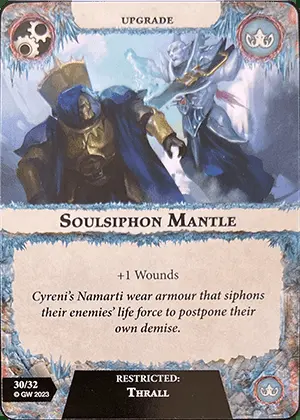 UPGRADE
SOULSIPHON MANTLE
+1 Wounds
Cyreni's Namarti wear armour that siphons
their enemies' life force to postpone their
own demise.
30/32
© GW 2023
RESTRICTED:
THRALL